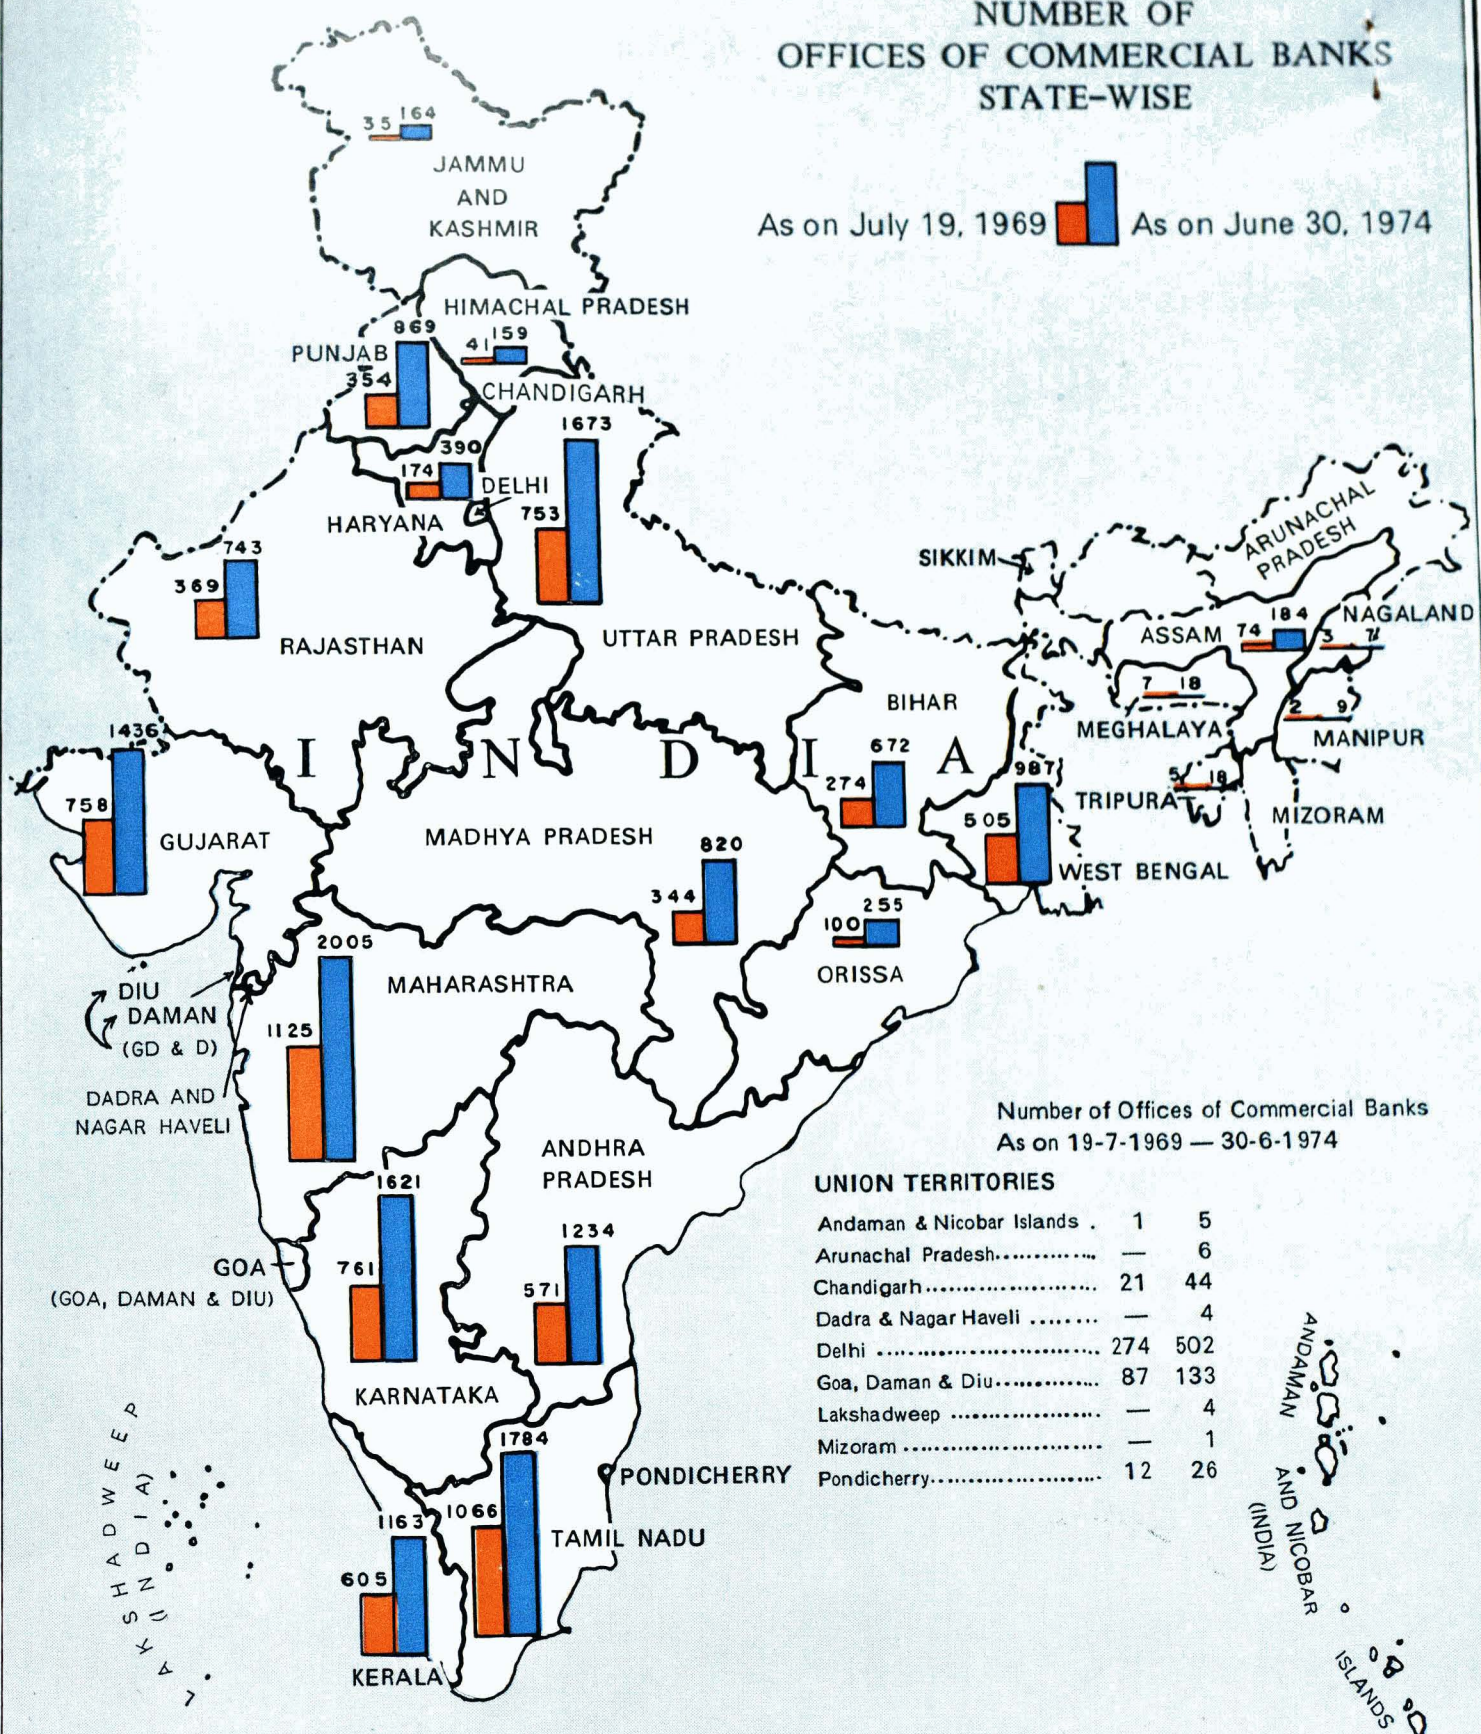 NUMBER OF
OFFICES OF COMMERCIAL BANKS
STATE-WISE
As on July 19, 1969 As on June 30, 1974
35 164
JAMMU
AND
KASHMIR
HIMACHAL PRADESH
41 159
869
PUNJAB
354
CHANDIGARH
1673
390
174
DELHI
753
HARYANA
743
369
RAJASTHAN
UTTAR PRADESH
SIKKIM
ARUNACHAL
PRADESH
184
NAGALAND
ASSAM 74
3 7
7 18
MEGHALAYA
2 9
MANIPUR
BIHAR
INDIA
672
274
987
505
5 18
TRIPURA
MIZORAM
WEST BENGAL
1436
758
GUJARAT
MADHYA PRADESH
820
344
255
100
ORISSA
2005
MAHARASHTRA
1125
DIU
DAMAN
(GD & D)
DADRA AND
NAGAR HAVELI
ANDHRA
PRADESH
1234
571
1621
761
KARNATAKA
GOA
(GOA, DAMAN & DIU)
1784
1066
PONDICHERRY
TAMIL NADU
1163
605
KERALA
LAKSHADWEEP
(INDIA)
Number of Offices of Commercial Banks
As on 19-7-1969 — 30-6-1974
UNION TERRITORIES
Andaman & Nicobar Islands . 1 5
Arunachal Pradesh.............. — 6
Chandigarh........................ 21 44
Dadra & Nagar Haveli ........ — 4
Delhi ................................ 274 502
Goa, Daman & Diu.............. 87 133
Lakshadweep ..................... — 4
Mizoram ............................ — 1
Pondicherry........................ 12 26
ANDAMAN
AND NICOBAR
(INDIA)
ISLANDS